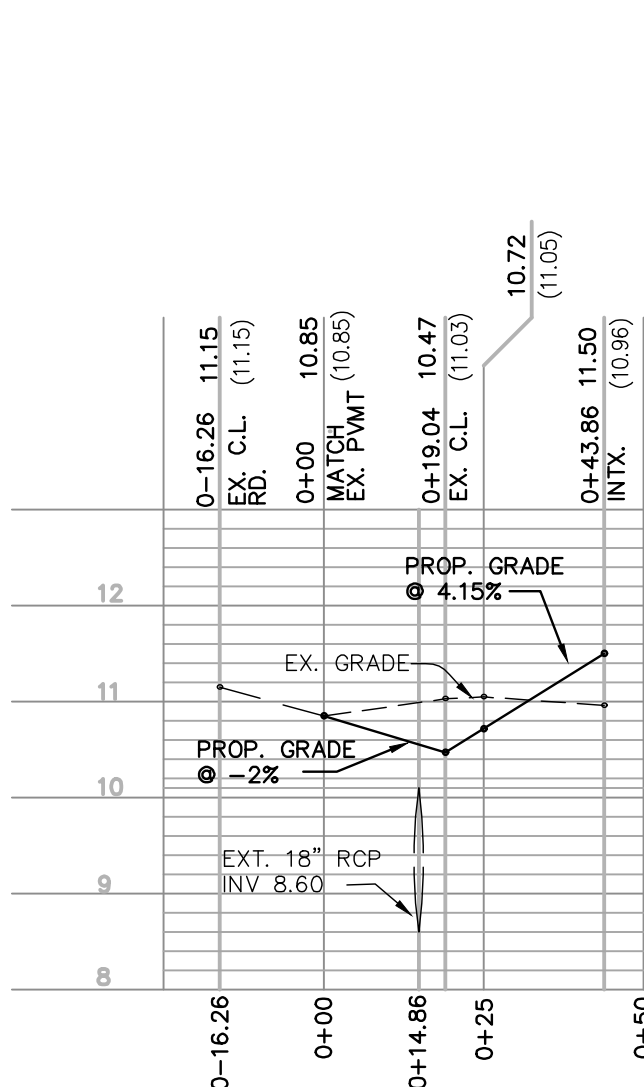 10.72
(11.05)
0-16.26 11.15
(11.15)
EX. C.L.
RD.
0+00 10.85
(10.85)
MATCH
EX. PVMT
0+19.04 10.47
(11.03)
EX. C.L.
0+43.86 11.50
(10.96)
INTX.
PROP. GRADE
@ 4.15%
12
EX. GRADE
11
PROP. GRADE
@ -2%
10
EXT. 18" RCP
INV 8.60
9
8
0-16.26
0+00
0+14.86
0+25
0+50